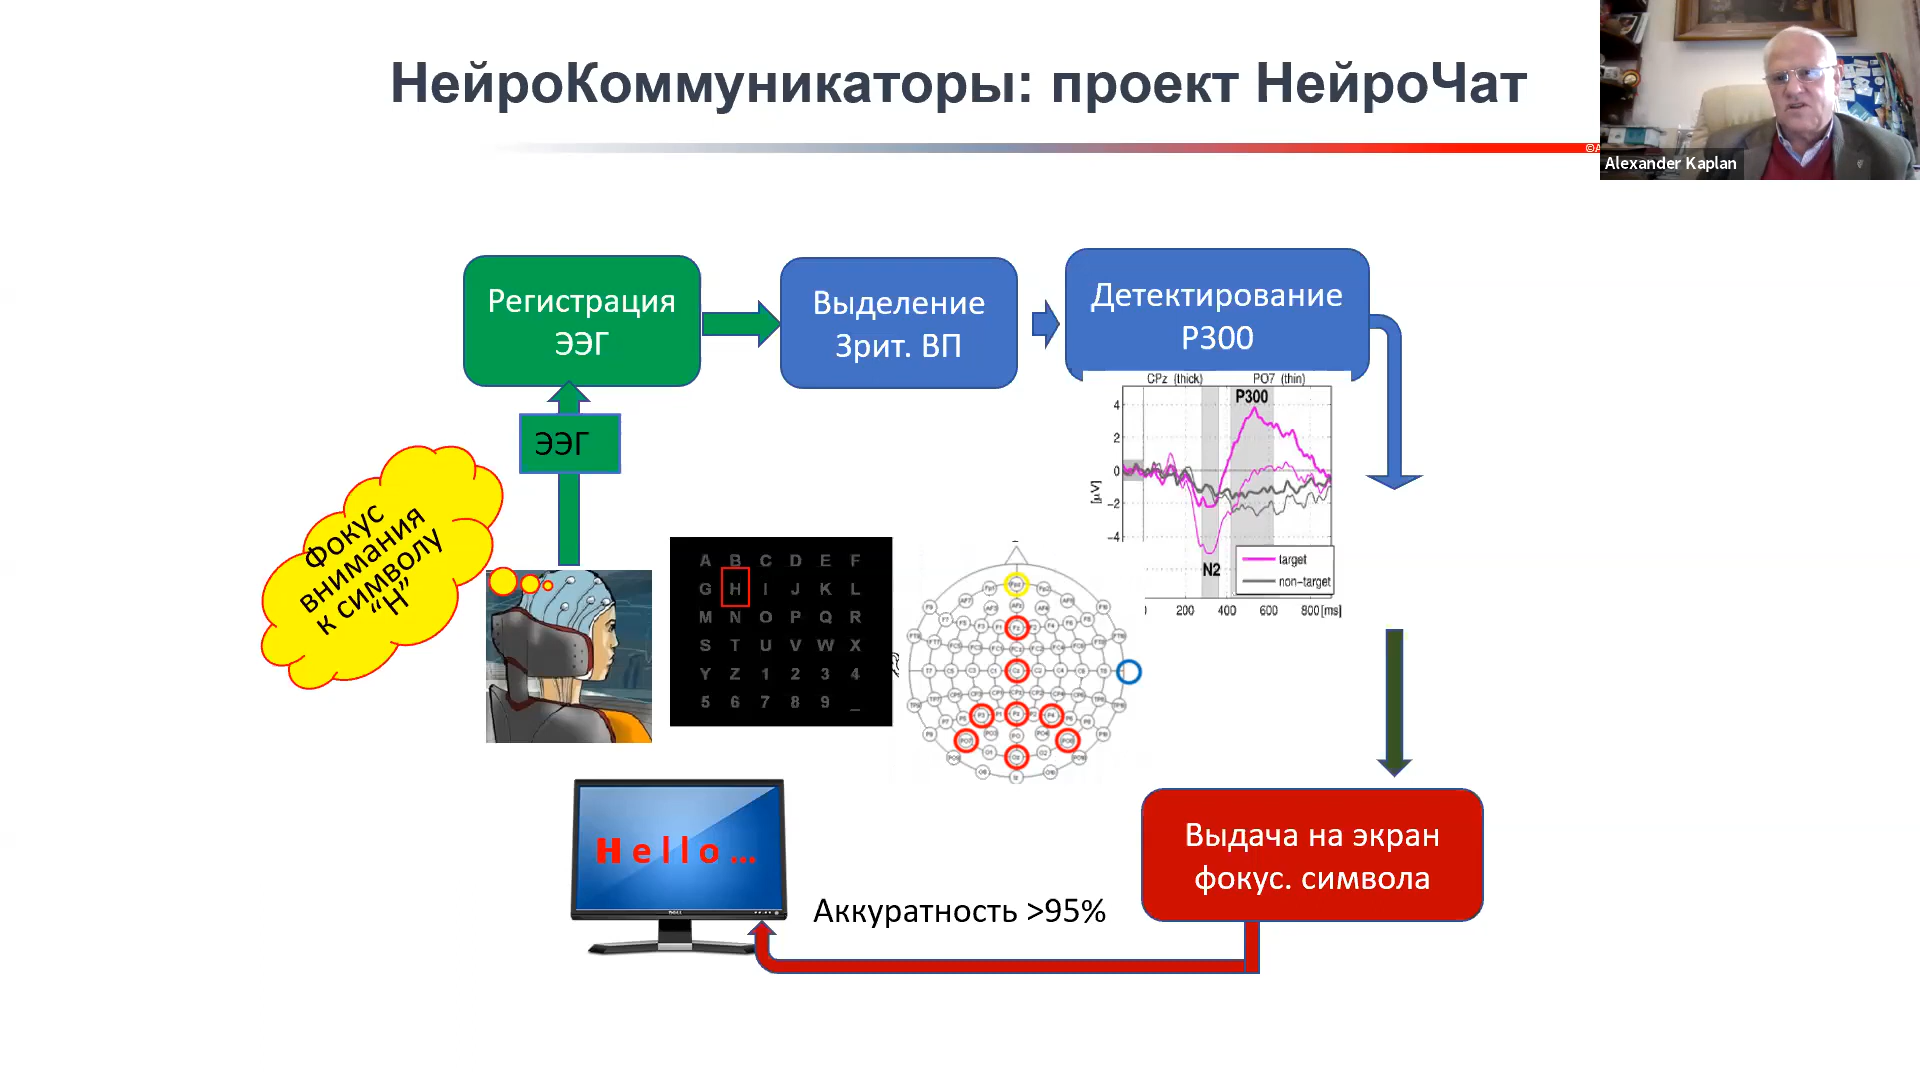 НейроКоммуникаторы: проект НейроЧат
Alexander Kaplan
Регистрация
ЭЭГ
Выделение
Зрит. ВП
Детектирование
P300
ЭЭГ
Фокус
внимания
к символу
“Н”
CPz (thick) PO7 (thin)
P300
4
2
0
−2
−4
[µV]
N2
target
non-target
0 200 400 600 800 [ms]
A B C D E F
G H I J K L
M N O P Q R
S T U V W X
Y Z 1 2 3 4
5 6 7 8 9 _
Hello...
Аккуратность >95%
Выдача на экран
фокус. символа